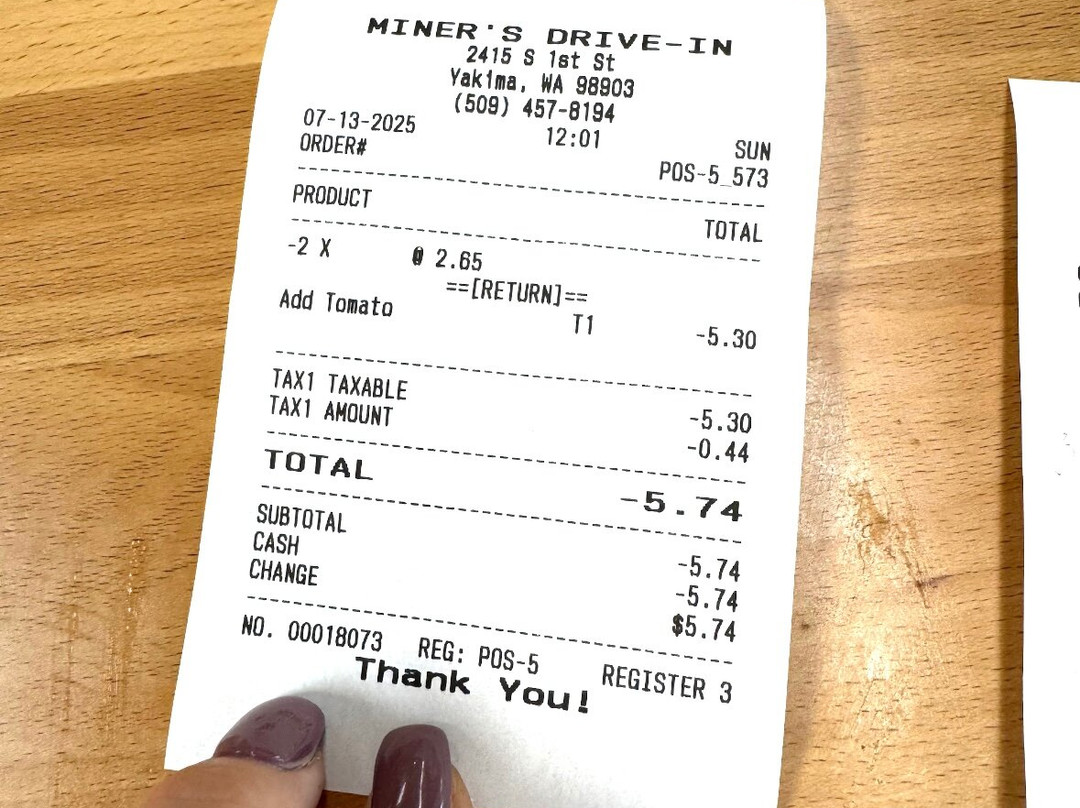 MINER'S DRIVE-IN
2415 S 1st St
Yakima, WA 98903
(509) 457-8194
07-13-2025 12:01 SUN
ORDER# POS-5_573
PRODUCT TOTAL
-2 X @ 2.65
==[RETURN]==
Add Tomato T1 -5.30
TAX1 TAXABLE -5.30
TAX1 AMOUNT -0.44
TOTAL -5.74
SUBTOTAL -5.74
CASH -5.74
CHANGE $5.74
NO. 00018073 REG: POS-5 REGISTER 3
Thank You!